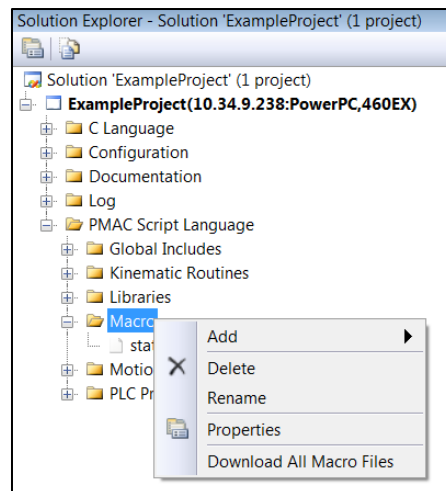 Solution Explorer - Solution 'ExampleProject' (1 project)
Solution 'ExampleProject' (1 project)
ExampleProject(10.34.9.238:PowerPC,460EX)
C Language
Configuration
Documentation
Log
PMAC Script Language
Global Includes
Kinematic Routines
Libraries
Macro
Add
Delete
Rename
Properties
Download All Macro Files